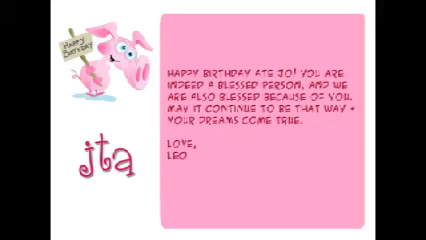 Happy Birthday
HAPPY BIRTHDAY ATE JO! YOU ARE
INDEED A BLESSED PERSON, AND WE
ARE ALSO BLESSED BECAUSE OF YOU.
MAY IT CONTINUE TO BE THAT WAY +
YOUR DREAMS COME TRUE.
LOVE,
LEO
jta